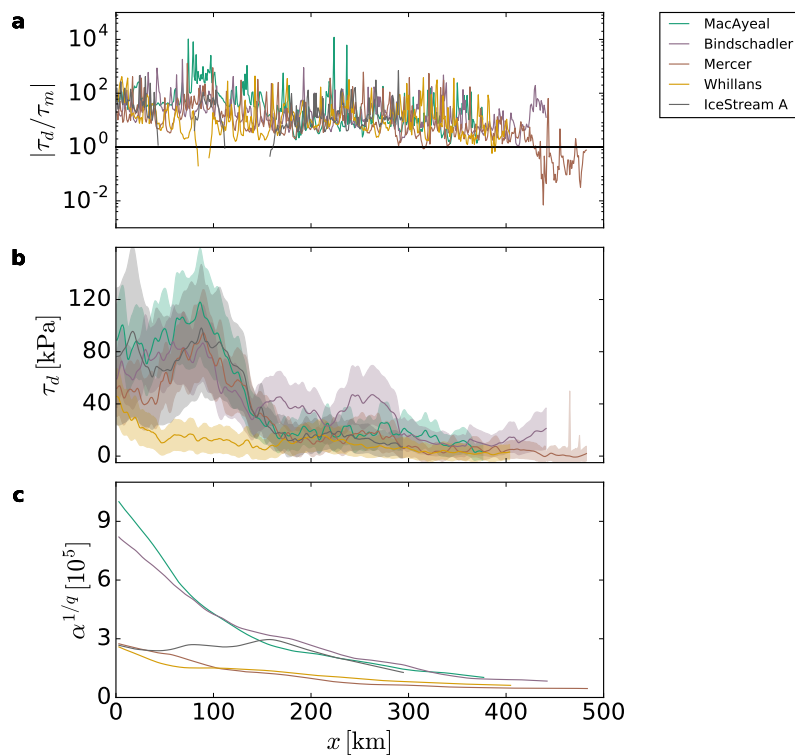 a
10^4
10^2
10^0
10^-2
|τ_d/τ_m|
MacAyeal
Bindschadler
Mercer
Whillans
IceStream A
b
120
80
40
0
τ_d [kPa]
c
9
6
3
0
α^{1/q} [10^5]
0 100 200 300 400 500
x [km]